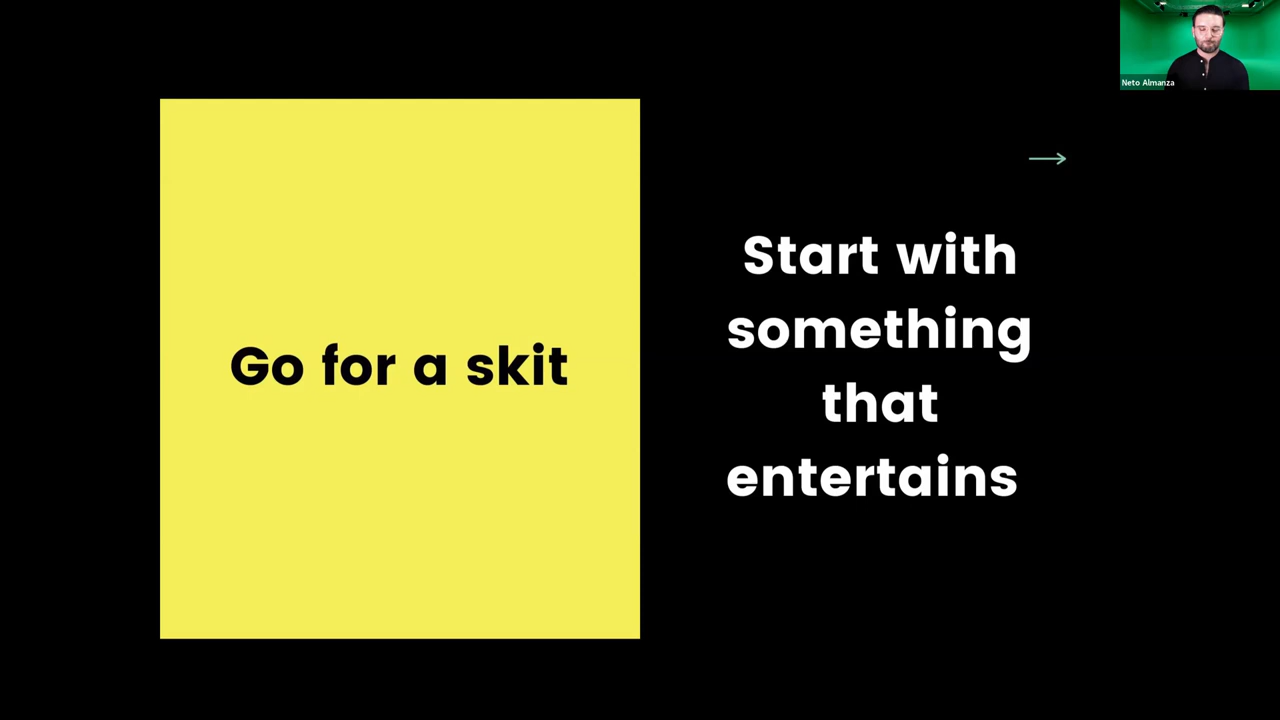 Neto Almanza
Go for a skit
Start with
something
that
entertains